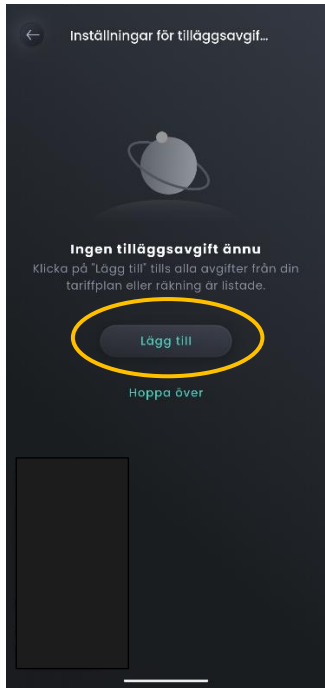 Inställningar för tilläggsavgif...
Ingen tilläggsavgift ännu
Klicka på "Lägg till" tills alla avgifter från din
tariffplan eller räkning är listade.
Lägg till
Hoppa över